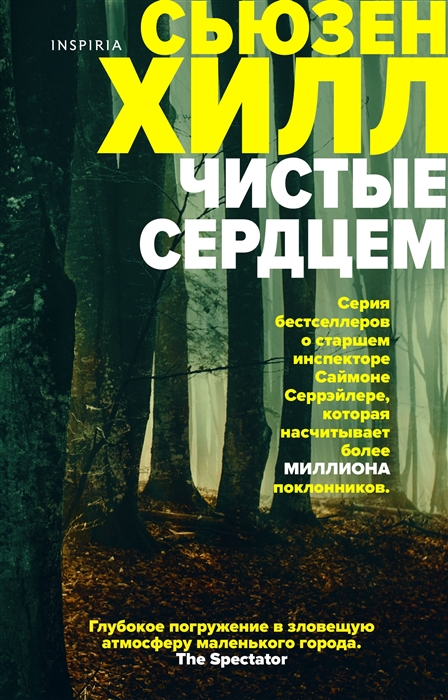 INSPIRIA
СЬЮЗЕН
ХИЛЛ
ЧИСТЫЕ
СЕРДЦЕМ
Серия
бестселлеров
о старшем
инспекторе
Саймоне
Серрэйлере,
которая
насчитывает
более
МИЛЛИОНА
поклонников.
Глубокое погружение в зловещую
атмосферу маленького города.
The Spectator